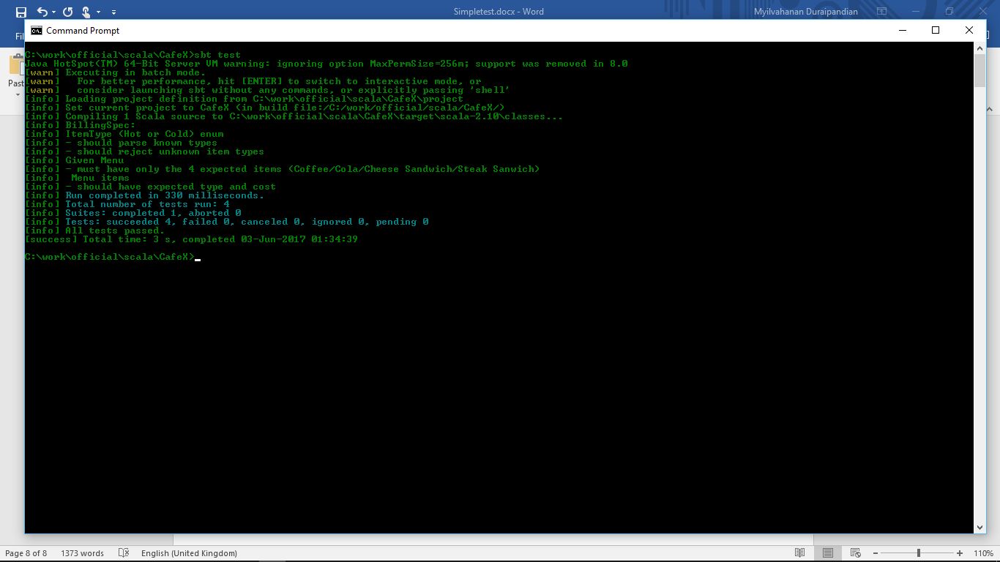 Simpletest.docx - Word
Myilvahanan Duraipandian
Command Prompt
C:\work\official\scala\CafeX>sbt test
Java HotSpot(TM) 64-Bit Server VM warning: ignoring option MaxPermSize=256m; support was removed in 8.0
[warn] Executing in batch mode.
[warn]   For better performance, hit [ENTER] to switch to interactive mode, or
[warn]   consider launching sbt without any commands, or explicitly passing 'shell'
[info] Loading project definition from C:\work\official\scala\CafeX\project
[info] Set current project to CafeX (in build file:/C:/work/official/scala/CafeX/)
[info] Compiling 1 Scala source to C:\work\official\scala\CafeX\target\scala-2.10\classes...
[info] BillingSpec:
[info] ItemType (Hot or Cold) enum
[info] - should parse known types
[info] - should reject unknown item types
[info] Given Menu
[info] - must have only the 4 expected items (Coffee/Cola/Cheese Sandwich/Steak Sanwich)
[info]  Menu items
[info] - should have expected type and cost
[info] Run completed in 330 milliseconds.
[info] Total number of tests run: 4
[info] Suites: completed 1, aborted 0
[info] Tests: succeeded 4, failed 0, canceled 0, ignored 0, pending 0
[info] All tests passed.
[success] Total time: 3 s, completed 03-Jun-2017 01:34:39
C:\work\official\scala\CafeX>
Page 8 of 8 1373 words English (United Kingdom) 110%